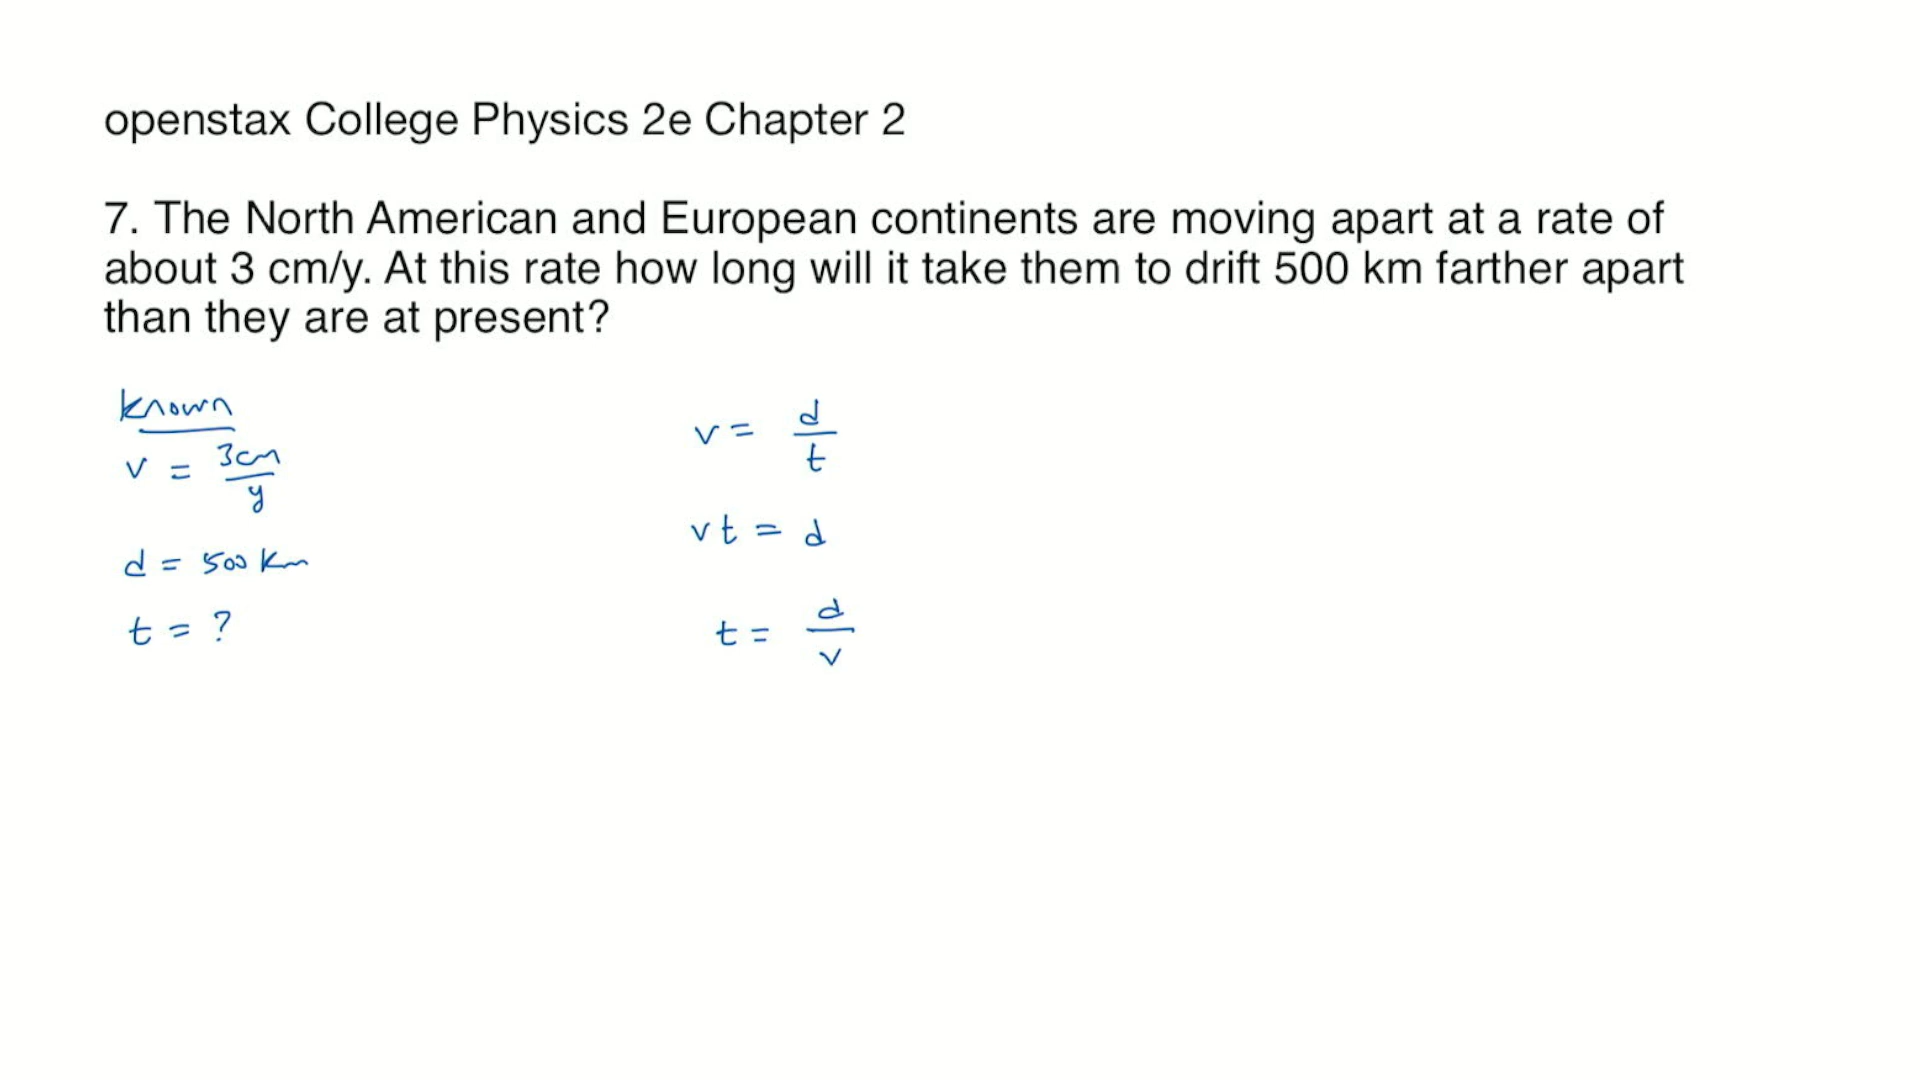 openstax College Physics 2e Chapter 2
7. The North American and European continents are moving apart at a rate of
about 3 cm/y. At this rate how long will it take them to drift 500 km farther apart
than they are at present?
known
v = 3cm/y
d = 500 km
t = ?
v = d/t
vt = d
t = d/v